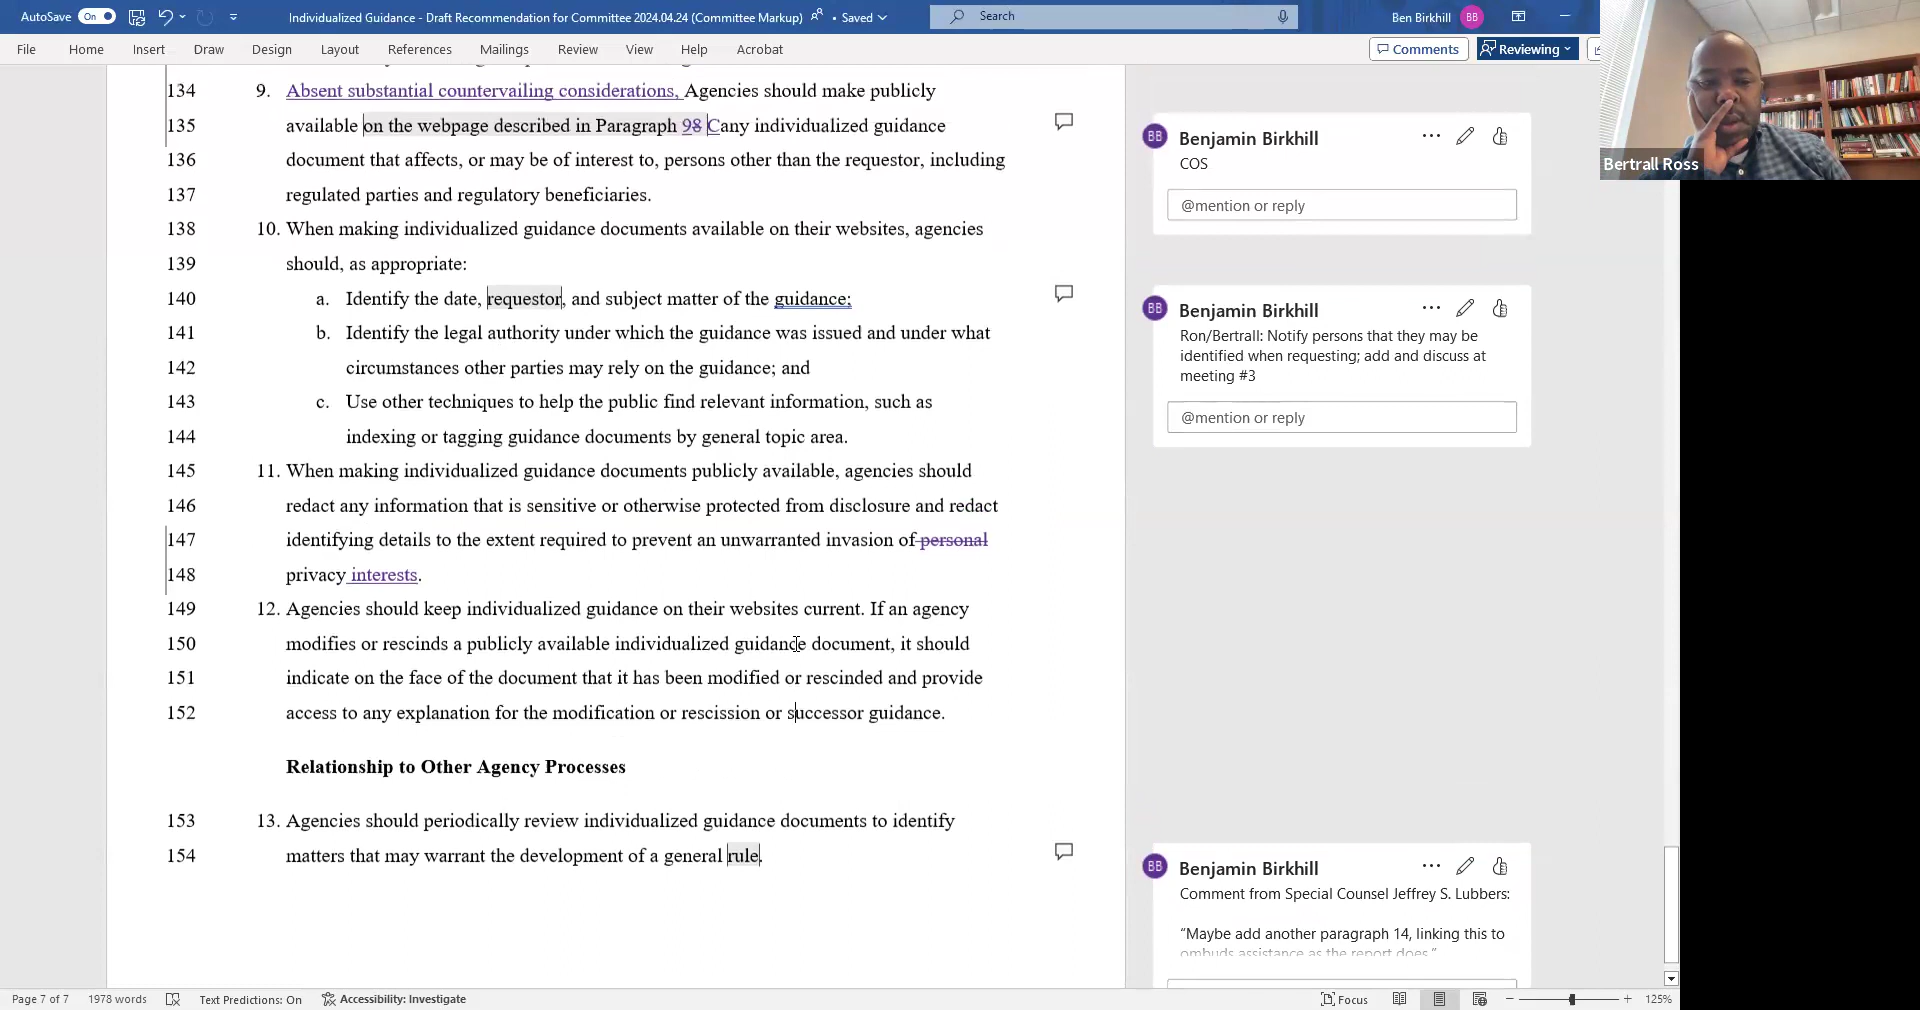 AutoSave On Individualized Guidance - Draft Recommendation for Committee 2024.04.24 (Committee Markup) • Saved Search Ben Birkhill BB
File Home Insert Draw Design Layout References Mailings Review View Help Acrobat Comments Reviewing
134 9. Absent substantial countervailing considerations, Agencies should make publicly
135 available on the webpage described in Paragraph 98 Cany individualized guidance
136 document that affects, or may be of interest to, persons other than the requestor, including
137 regulated parties and regulatory beneficiaries.
138 10. When making individualized guidance documents available on their websites, agencies
139 should, as appropriate:
140 a. Identify the date, requestor, and subject matter of the guidance;
141 b. Identify the legal authority under which the guidance was issued and under what
142 circumstances other parties may rely on the guidance; and
143 c. Use other techniques to help the public find relevant information, such as
144 indexing or tagging guidance documents by general topic area.
145 11. When making individualized guidance documents publicly available, agencies should
146 redact any information that is sensitive or otherwise protected from disclosure and redact
147 identifying details to the extent required to prevent an unwarranted invasion of personal
148 privacy interests.
149 12. Agencies should keep individualized guidance on their websites current. If an agency
150 modifies or rescinds a publicly available individualized guidance document, it should
151 indicate on the face of the document that it has been modified or rescinded and provide
152 access to any explanation for the modification or rescission or successor guidance.
Relationship to Other Agency Processes
153 13. Agencies should periodically review individualized guidance documents to identify
154 matters that may warrant the development of a general rule.
BB Benjamin Birkhill
COS
@mention or reply
BB Benjamin Birkhill
Ron/Bertrall: Notify persons that they may be
identified when requesting; add and discuss at
meeting #3
@mention or reply
BB Benjamin Birkhill
Comment from Special Counsel Jeffrey S. Lubbers:
“Maybe add another paragraph 14, linking this to
ombuds assistance as the report does.”
Bertrall Ross
Page 7 of 7 1978 words Text Predictions: On Accessibility: Investigate Focus 125%